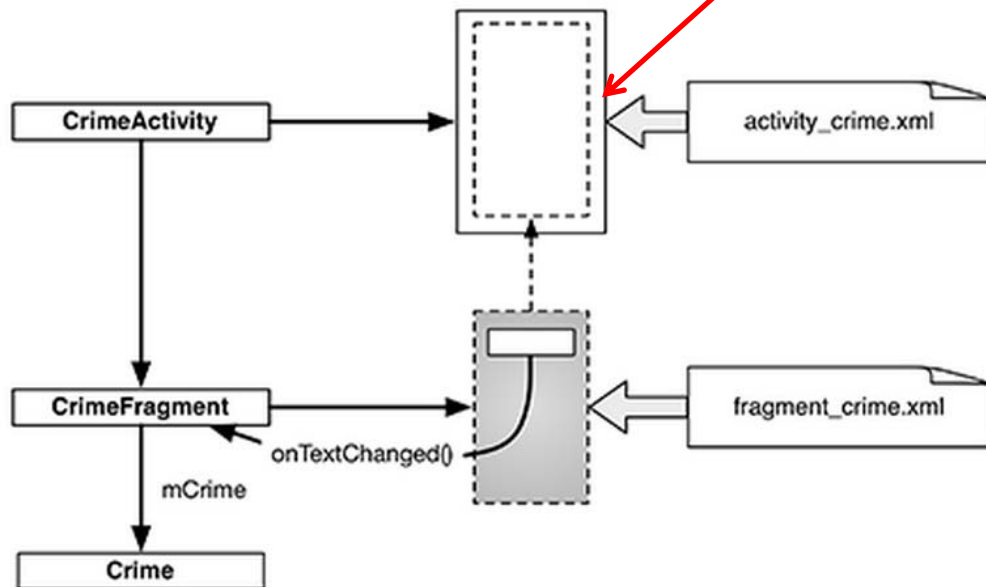 CrimeActivity
activity_crime.xml
CrimeFragment
fragment_crime.xml
onTextChanged()
mCrime
Crime